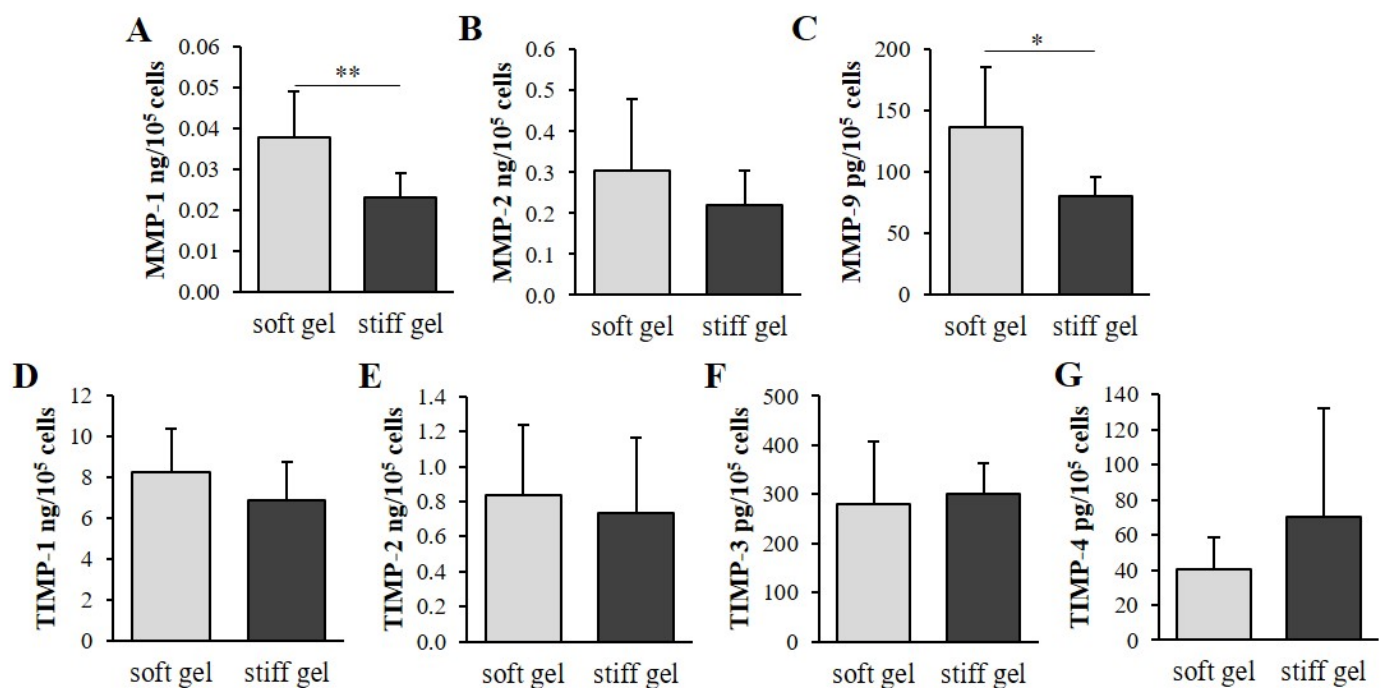 A
MMP-1 ng/10⁵ cells
0.06
0.05
0.04
0.03
0.02
0.01
0.00
**
soft gel stiff gel
B
MMP-2 ng/10⁵ cells
0.6
0.5
0.4
0.3
0.2
0.1
0.0
soft gel stiff gel
C
MMP-9 pg/10⁵ cells
200
150
100
50
0
*
soft gel stiff gel
D
TIMP-1 ng/10⁵ cells
12
10
8
6
4
2
0
soft gel stiff gel
E
TIMP-2 ng/10⁵ cells
1.4
1.2
1.0
0.8
0.6
0.4
0.2
0.0
soft gel stiff gel
F
TIMP-3 pg/10⁵ cells
500
400
300
200
100
0
soft gel stiff gel
G
TIMP-4 pg/10⁵ cells
140
120
100
80
60
40
20
0
soft gel stiff gel